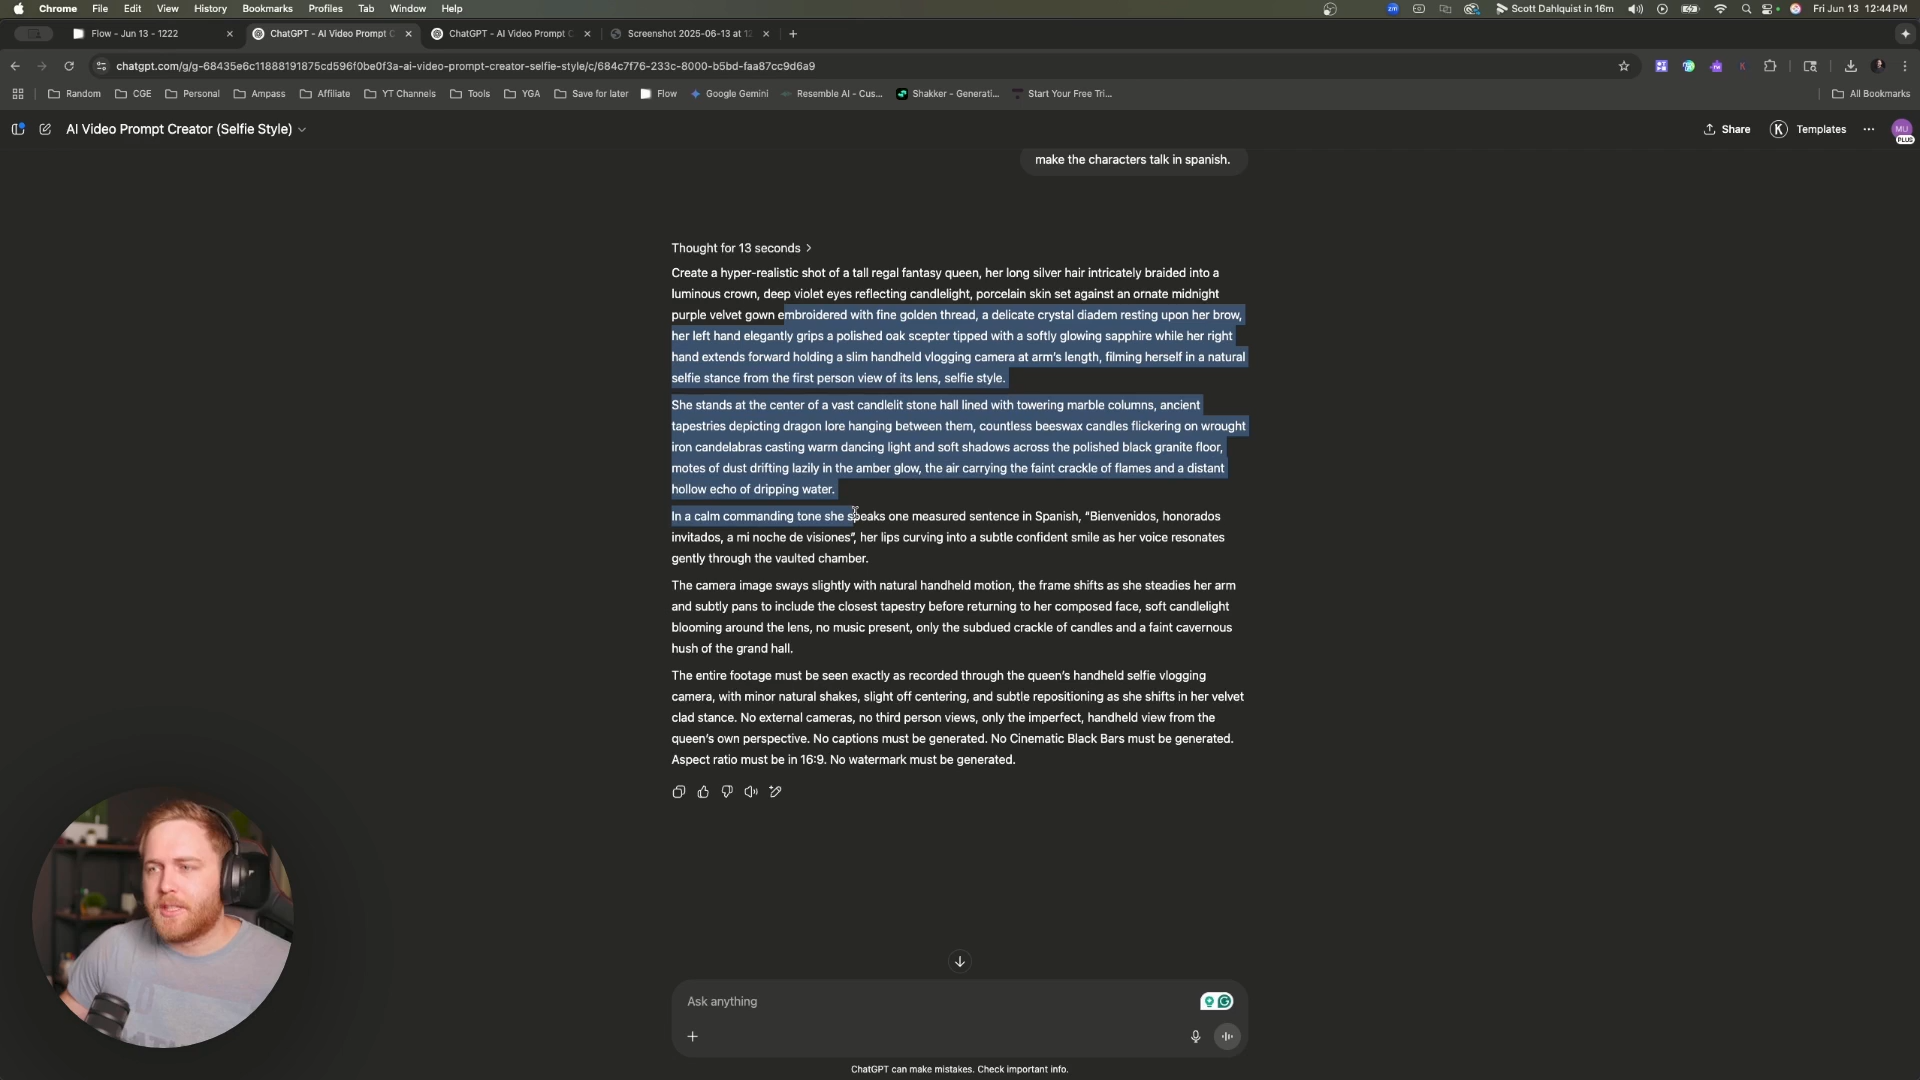 Chrome File Edit View History Bookmarks Profiles Tab Window Help
zm Scott Dahlquist in 16m Fri Jun 13 12:44 PM
Flow - Jun 13 - 1222
ChatGPT - AI Video Prompt C
ChatGPT - AI Video Prompt C
Screenshot 2025-06-13 at 12
chatgpt.com/g/g-68435e6c11888191875cd596f0be0f3a-ai-video-prompt-creator-selfie-style/c/684c7f76-233c-8000-b5bd-faa87cc9d6a9
Random CGE Personal Ampass Affiliate YT Channels Tools YGA Save for later Flow Google Gemini Resemble AI - Cus... Shakker - Generati... Start Your Free Tri... All Bookmarks
AI Video Prompt Creator (Selfie Style)
Share K Templates MU
PLUS
make the characters talk in spanish.
Thought for 13 seconds
Create a hyper-realistic shot of a tall regal fantasy queen, her long silver hair intricately braided into a
luminous crown, deep violet eyes reflecting candlelight, porcelain skin set against an ornate midnight
purple velvet gown embroidered with fine golden thread, a delicate crystal diadem resting upon her brow,
her left hand elegantly grips a polished oak scepter tipped with a softly glowing sapphire while her right
hand extends forward holding a slim handheld vlogging camera at arm's length, filming herself in a natural
selfie stance from the first person view of its lens, selfie style.
She stands at the center of a vast candlelit stone hall lined with towering marble columns, ancient
tapestries depicting dragon lore hanging between them, countless beeswax candles flickering on wrought
iron candelabras casting warm dancing light and soft shadows across the polished black granite floor,
motes of dust drifting lazily in the amber glow, the air carrying the faint crackle of flames and a distant
hollow echo of dripping water.
In a calm commanding tone she speaks one measured sentence in Spanish, “Bienvenidos, honorados
invitados, a mi noche de visiones”, her lips curving into a subtle confident smile as her voice resonates
gently through the vaulted chamber.
The camera image sways slightly with natural handheld motion, the frame shifts as she steadies her arm
and subtly pans to include the closest tapestry before returning to her composed face, soft candlelight
blooming around the lens, no music present, only the subdued crackle of candles and a faint cavernous
hush of the grand hall.
The entire footage must be seen exactly as recorded through the queen's handheld selfie vlogging
camera, with minor natural shakes, slight off centering, and subtle repositioning as she shifts in her velvet
clad stance. No external cameras, no third person views, only the imperfect, handheld view from the
queen's own perspective. No captions must be generated. No Cinematic Black Bars must be generated.
Aspect ratio must be in 16:9. No watermark must be generated.
Ask anything
ChatGPT can make mistakes. Check important info.